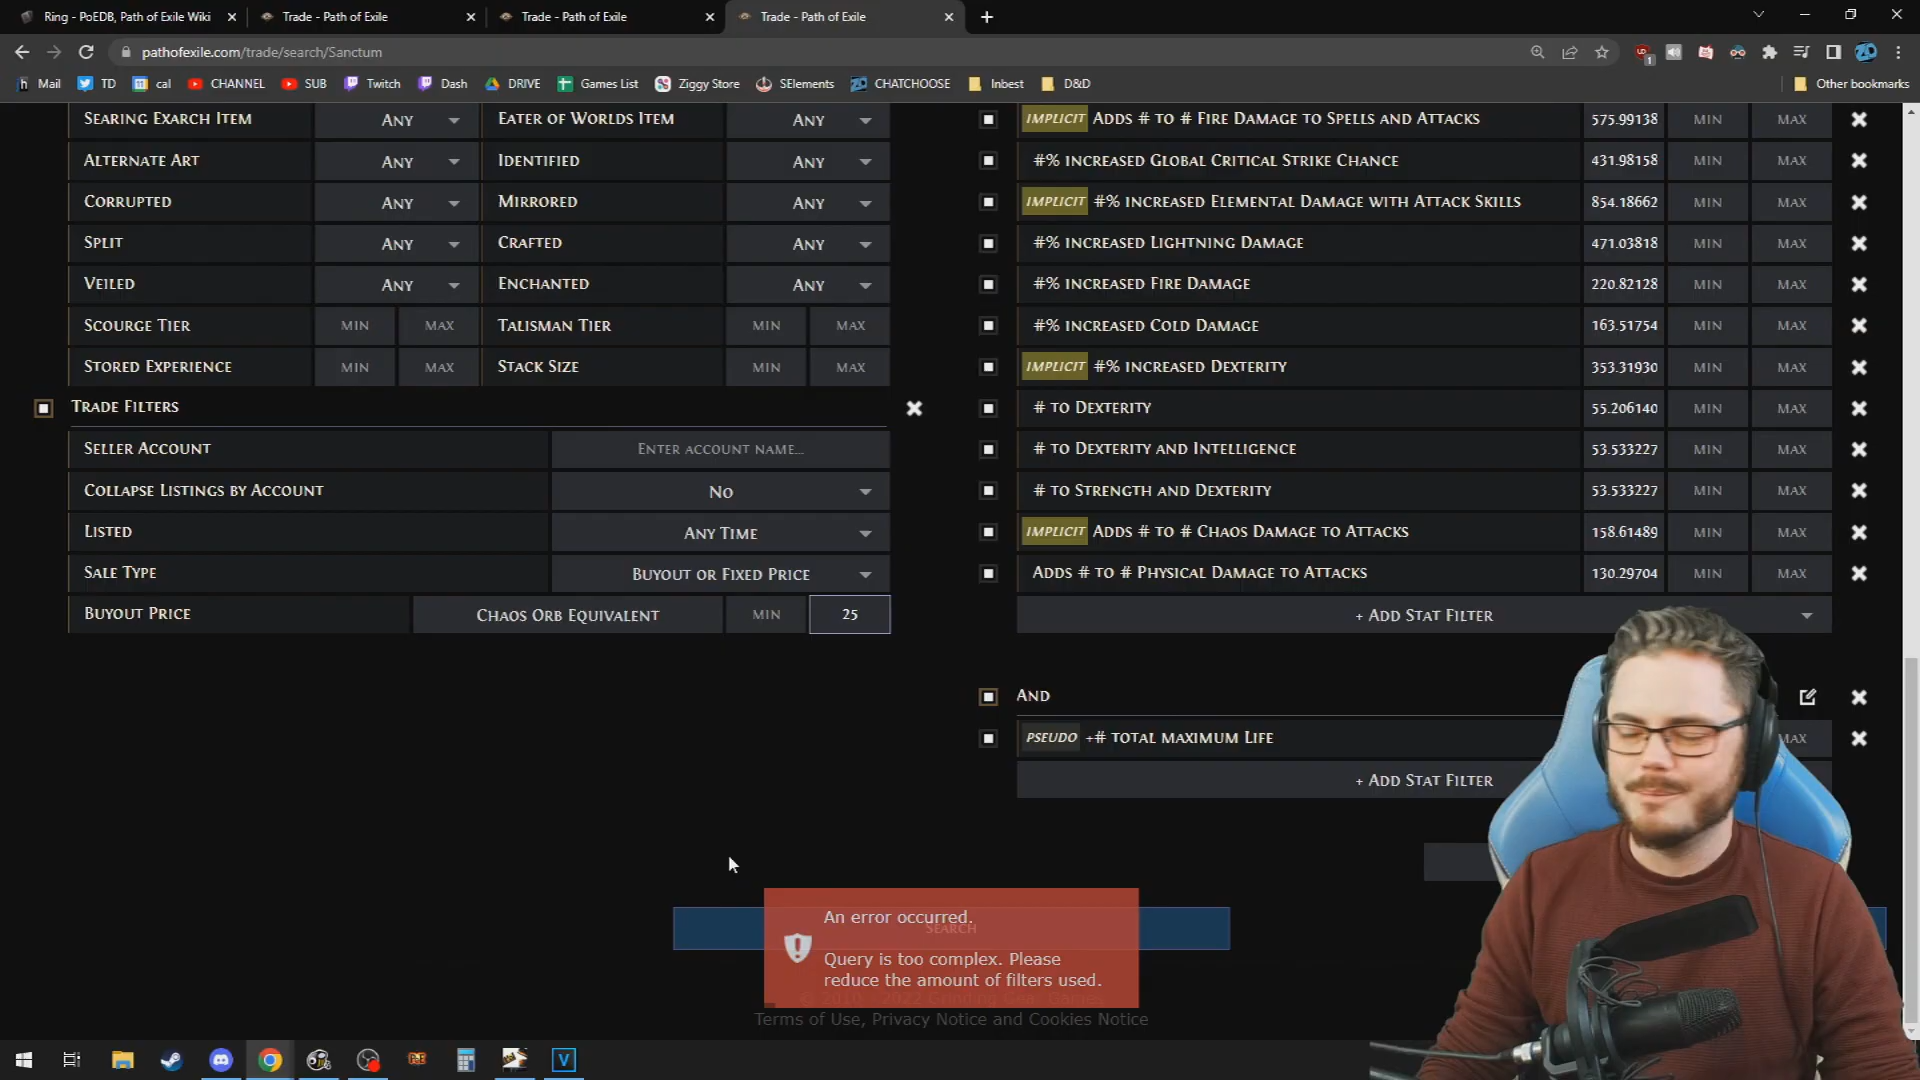 Ring - PoEDB, Path of Exile Wiki
Trade - Path of Exile
Trade - Path of Exile
Trade - Path of Exile
pathofexile.com/trade/search/Sanctum
1
Mail
TD
cal
CHANNEL
SUB
Twitch
Dash
DRIVE
Games List
Ziggy Store
SElements
CHATCHOOSE
Inbest
D&D
Other bookmarks
Searing Exarch Item Any Eater of Worlds Item Any
Alternate Art Any Identified Any
Corrupted Any Mirrored Any
Split Any Crafted Any
Veiled Any Enchanted Any
Scourge Tier MIN MAX Talisman Tier MIN MAX
Stored Experience MIN MAX Stack Size MIN MAX
Trade Filters
Seller Account Enter account name...
Collapse Listings by Account No
Listed Any Time
Sale Type Buyout or Fixed Price
Buyout Price Chaos Orb Equivalent MIN 25
IMPLICIT Adds # to # Fire Damage to Spells and Attacks 575.99138 MIN MAX
#% increased Global Critical Strike Chance 431.98158 MIN MAX
IMPLICIT #% increased Elemental Damage with Attack Skills 854.18662 MIN MAX
#% increased Lightning Damage 471.03818 MIN MAX
#% increased Fire Damage 220.82128 MIN MAX
#% increased Cold Damage 163.51754 MIN MAX
IMPLICIT #% increased Dexterity 353.31930 MIN MAX
# to Dexterity 55.206140 MIN MAX
# to Dexterity and Intelligence 53.533227 MIN MAX
# to Strength and Dexterity 53.533227 MIN MAX
IMPLICIT Adds # to # Chaos Damage to Attacks 158.61489 MIN MAX
Adds # to # Physical Damage to Attacks 130.29704 MIN MAX
+ Add Stat Filter
And
PSEUDO +# total maximum Life MAX
+ Add Stat Filter
Search
An error occurred.
Query is too complex. Please
reduce the amount of filters used.
Terms of Use, Privacy Notice and Cookies Notice